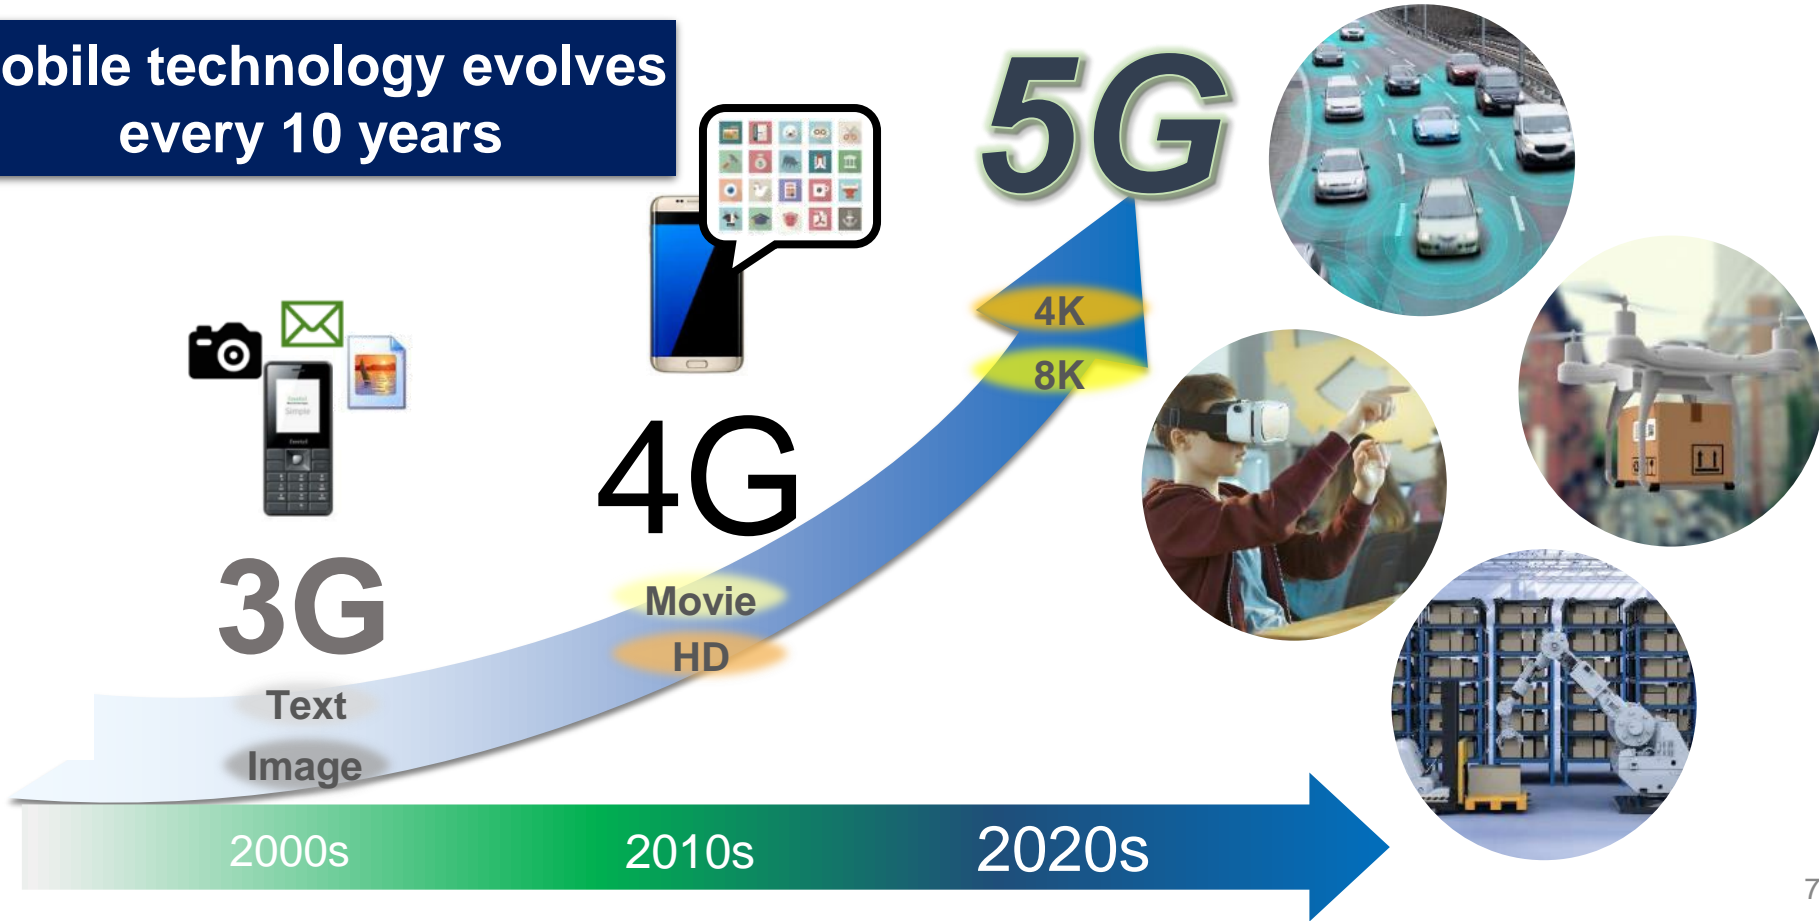 obile technology evolves
every 10 years
5G
4K
8K
4G
Movie
HD
3G
Simple
Text
Image
2000s
2010s
2020s
7